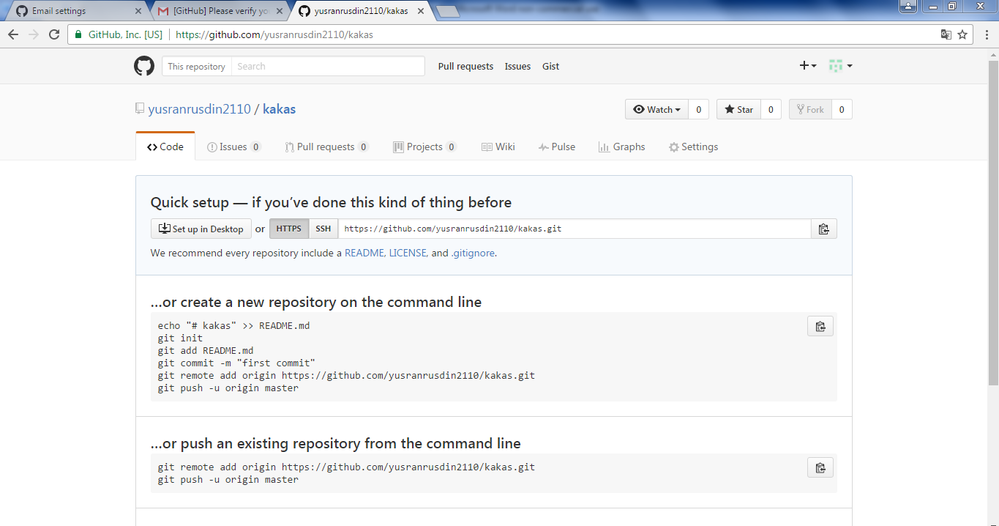 Email settings
[GitHub] Please verify yo
yusranrusdin2110/kakas
GitHub, Inc. [US] https://github.com/yusranrusdin2110/kakas
This repository Search Pull requests Issues Gist
yusranrusdin2110 / kakas
Watch 0 Star 0 Fork 0
Code Issues 0 Pull requests 0 Projects 0 Wiki Pulse Graphs Settings
Quick setup — if you’ve done this kind of thing before
Set up in Desktop or HTTPS SSH https://github.com/yusranrusdin2110/kakas.git
We recommend every repository include a README, LICENSE, and .gitignore.
…or create a new repository on the command line
echo "# kakas" >> README.md
git init
git add README.md
git commit -m "first commit"
git remote add origin https://github.com/yusranrusdin2110/kakas.git
git push -u origin master
…or push an existing repository from the command line
git remote add origin https://github.com/yusranrusdin2110/kakas.git
git push -u origin master